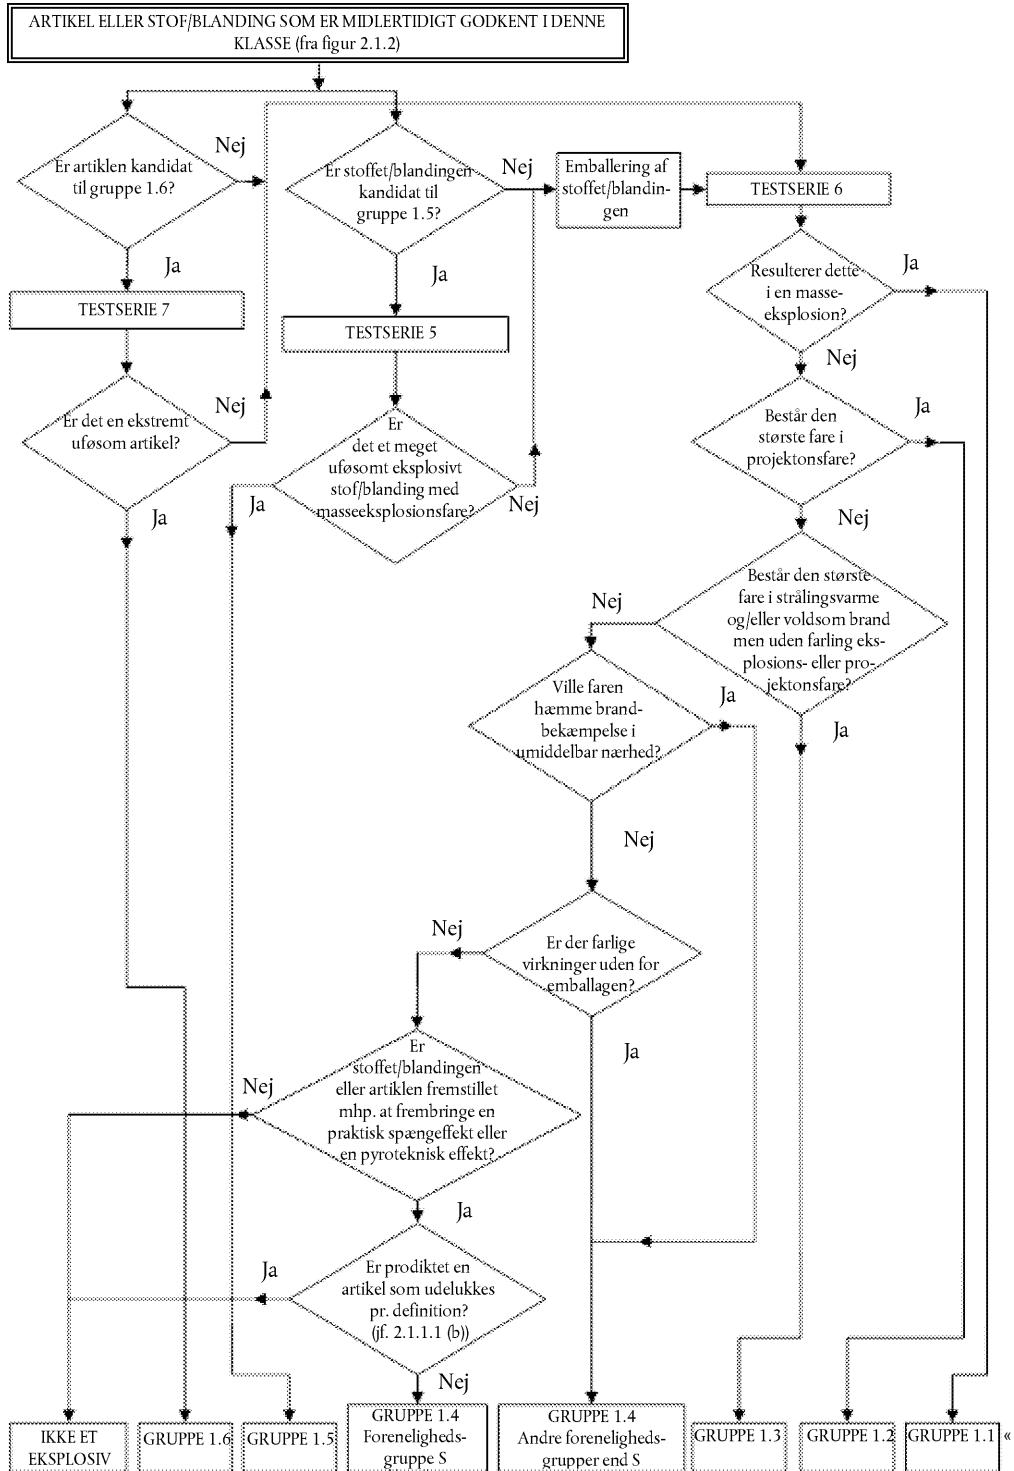 ARTIKEL ELLER STOF/BLANDING SOM ER MIDLERTIDIGT GODKENT I DENNE
KLASSE (fra figur 2.1.2)
Er artiklen kandidat
til gruppe 1.6?
Nej
Ja
TESTSERIE 7
Er det en ekstremt
uføsom artikel?
Nej
Ja
Er stoffet/blandingen
kandidat til
gruppe 1.5?
Nej
Ja
TESTSERIE 5
Er
det et meget
uføsomt eksplosivt
stof/blanding med
masseeksplosionsfare?
Ja
Nej
Emballering af
stoffet/blandin-
gen
TESTSERIE 6
Resulterer dette
i en masse-
eksplosion?
Ja
Nej
Består den
største fare i
projektonsfare?
Ja
Nej
Består den største
fare i strålingsvarme
og/eller voldsom brand
men uden farling eks-
plosions- eller pro-
jektonsfare?
Nej
Ja
Ville faren
hæmme brand-
bekæmpelse i
umiddelbar nærhed?
Ja
Nej
Er der farlige
virkninger uden for
emballagen?
Nej
Ja
Er
stoffet/blandingen
eller artiklen fremstillet
mhp. at frembringe en
praktisk spængeffekt eller
en pyroteknisk effekt?
Nej
Ja
Er prodiktet en
artikel som udelukkes
pr. definition?
(jf. 2.1.1.1 (b))
Ja
Nej
IKKE ET
EKSPLOSIV
GRUPPE 1.6
GRUPPE 1.5
GRUPPE 1.4
Foreneligheds-
gruppe S
GRUPPE 1.4
Andre foreneligheds-
grupper end S
GRUPPE 1.3
GRUPPE 1.2
GRUPPE 1.1 «